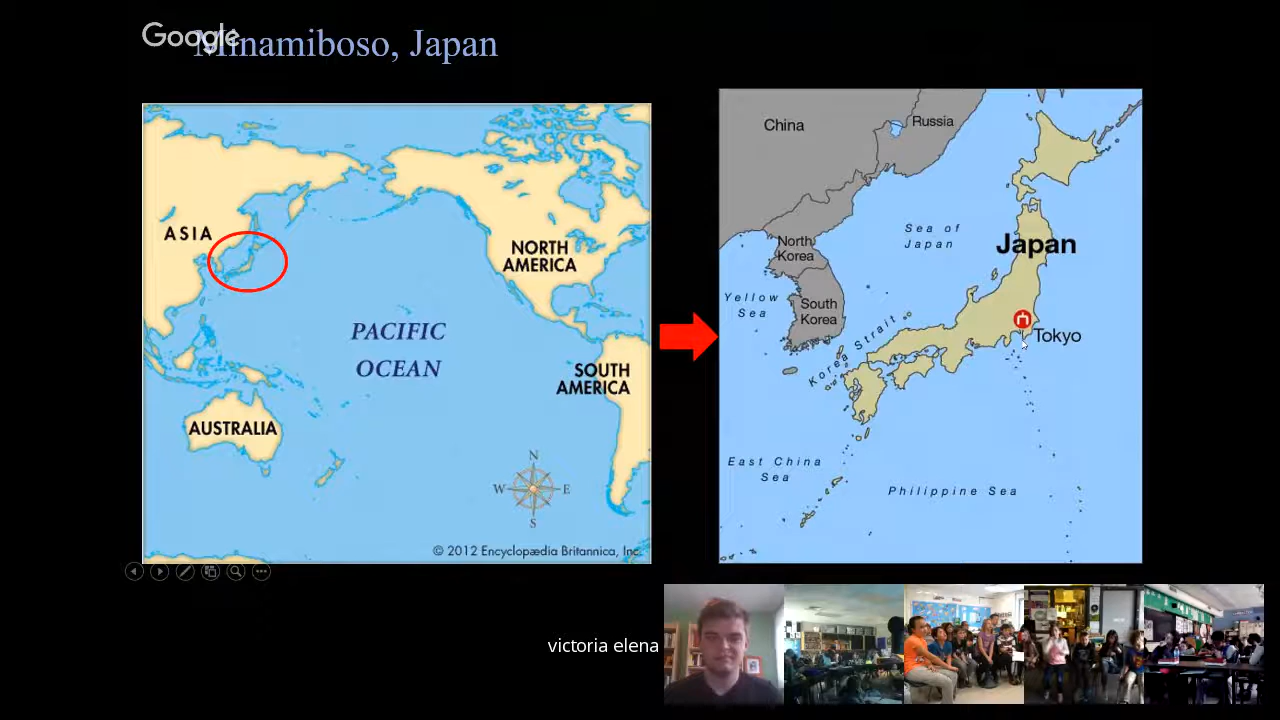 Google
Minamiboso, Japan
ASIA
NORTH
AMERICA
PACIFIC
OCEAN
SOUTH
AMERICA
AUSTRALIA
N
W
E
S
© 2012 Encyclopædia Britannica, Inc.
China
Russia
Sea of
Japan
Japan
North
Korea
Yellow
Sea
South
Korea
Korea Strait
Tokyo
East China
Sea
Philippine Sea
victoria elena